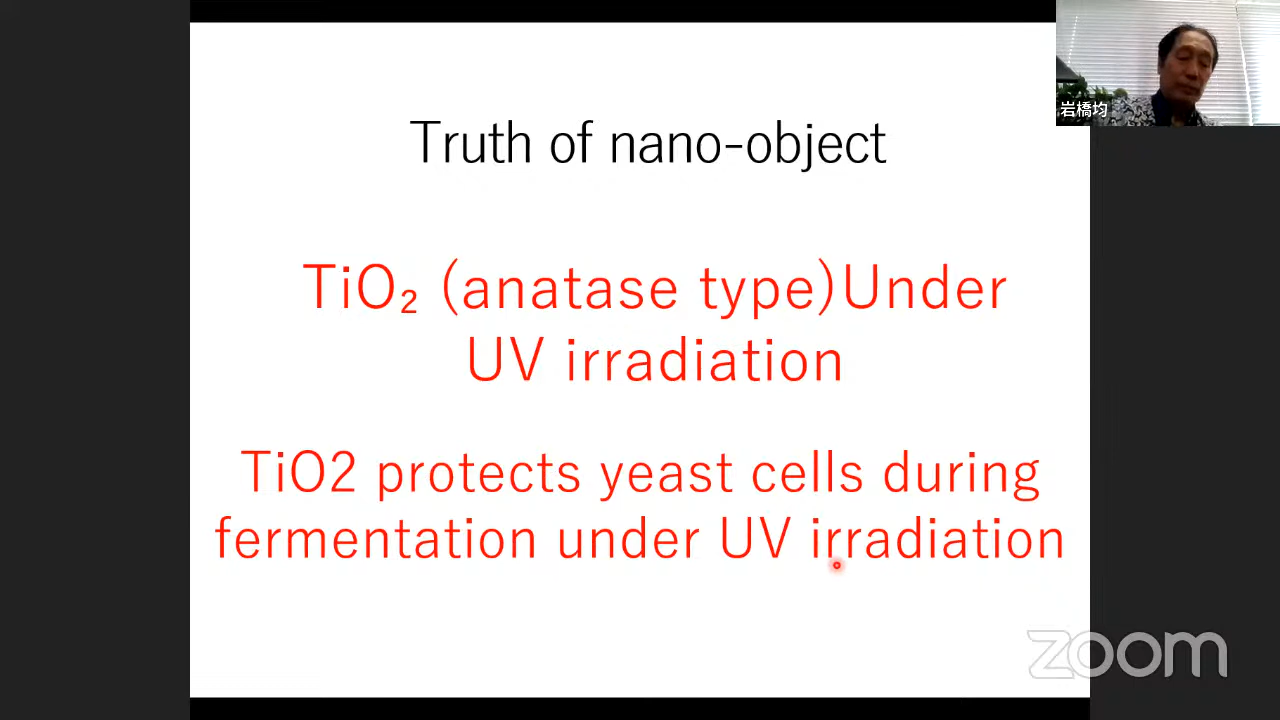 Truth of nano-object
TiO₂ (anatase type)Under
UV irradiation
TiO2 protects yeast cells during
fermentation under UV irradiation
岩橋均
zoom